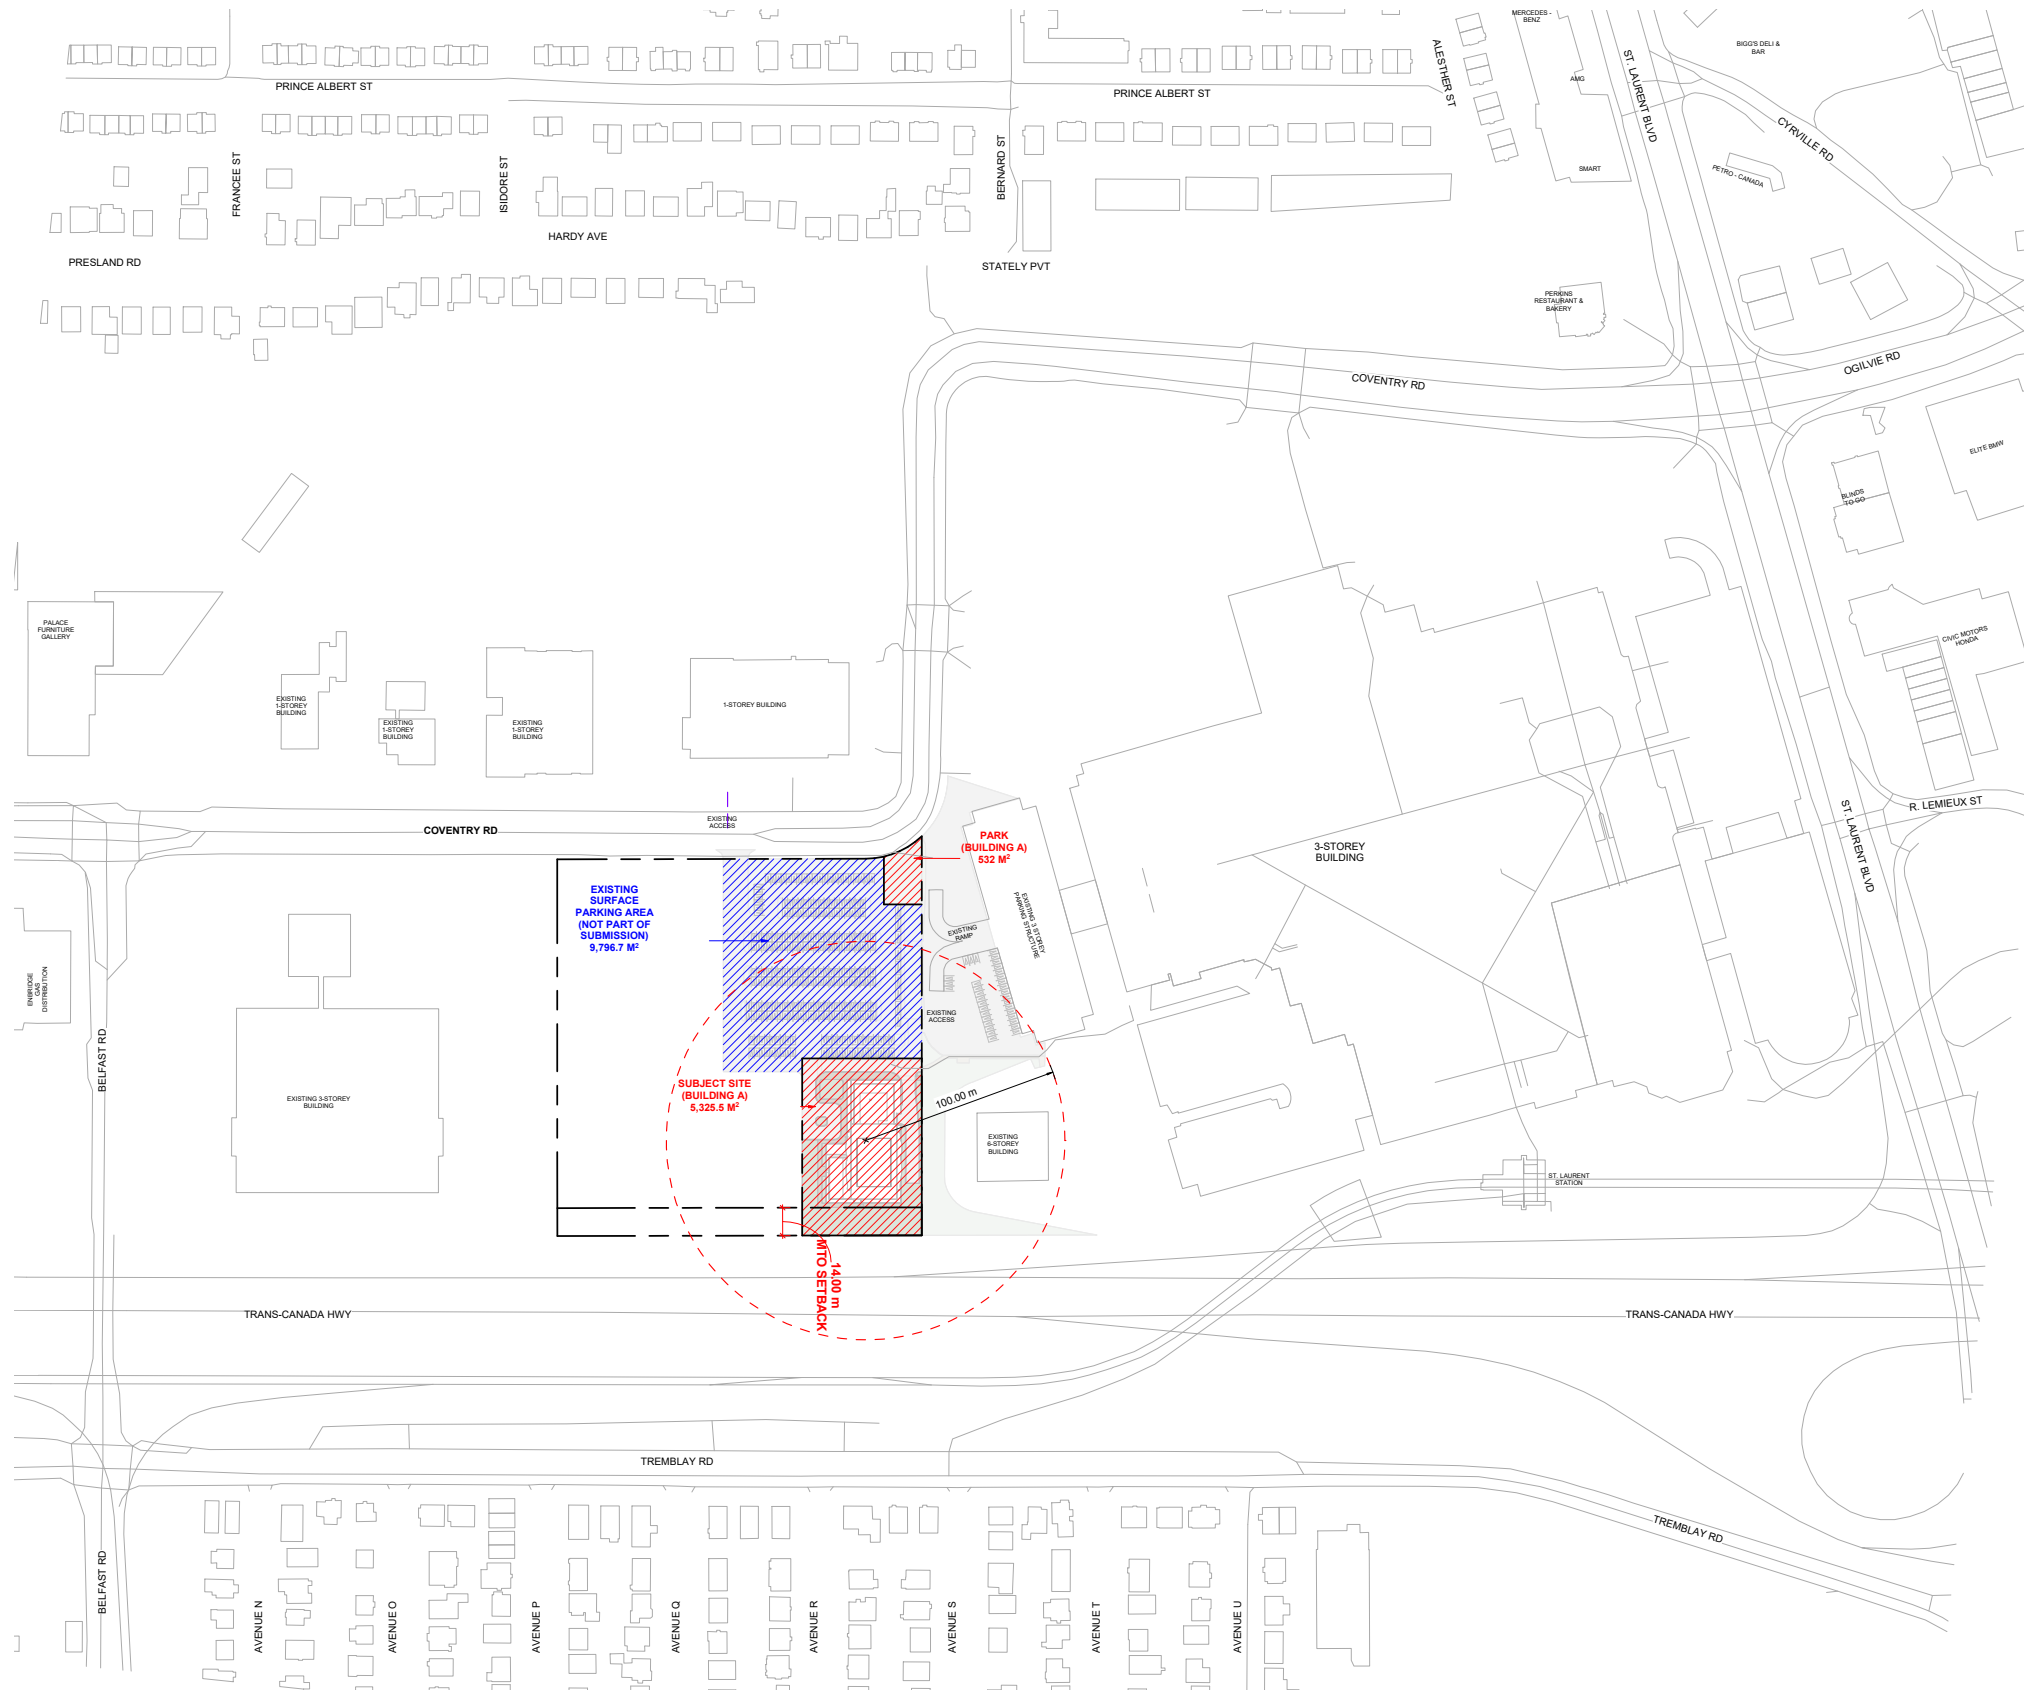 MERCEDES -
BENZ
BIGG'S DELI &
BAR
AMG
PRINCE ALBERT ST
PRINCE ALBERT ST
ALESTHER ST
ST. LAURENT BLVD
CYRVILLE RD
SMART
PETRO - CANADA
FRANCEE ST
ISIDORE ST
BERNARD ST
HARDY AVE
PRESLAND RD
STATELY PVT
PERKINS
RESTAURANT &
BAKERY
COVENTRY RD
OGILVIE RD
ELITE BMW
BLINDS
TO GO
PALACE
FURNITURE
GALLERY
CIVIC MOTORS
HONDA
EXISTING
1-STOREY
BUILDING
EXISTING
1-STOREY
BUILDING
EXISTING
1-STOREY
BUILDING
1-STOREY BUILDING
COVENTRY RD
EXISTING
ACCESS
PARK
(BUILDING A)
532 M²
3-STOREY
BUILDING
R. LEMIEUX ST
ST. LAURENT BLVD
EXISTING
SURFACE
PARKING AREA
(NOT PART OF
SUBMISSION)
9,796.7 M²
EXISTING
RAMP
EXISTING 3 STOREY
PARKING STRUCTURE
EXISTING
ACCESS
ENBRIDGE
GAS
DISTRIBUTION
BELFAST RD
EXISTING 3-STOREY
BUILDING
SUBJECT SITE
(BUILDING A)
5,325.5 M²
100.00 m
EXISTING
6-STOREY
BUILDING
ST. LAURENT
STATION
14.00 m
MTO SETBACK
TRANS-CANADA HWY
TRANS-CANADA HWY
TREMBLAY RD
TREMBLAY RD
BELFAST RD
AVENUE N
AVENUE O
AVENUE P
AVENUE Q
AVENUE R
AVENUE S
AVENUE T
AVENUE U